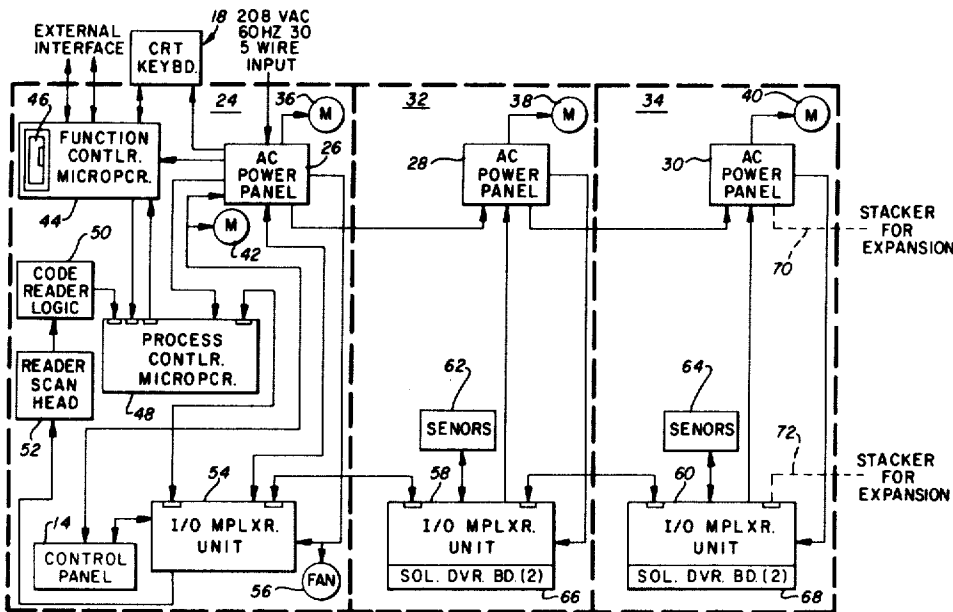 EXTERNAL
INTERFACE
CRT
KEYBD.
18
208 VAC
60HZ 30
5 WIRE
INPUT
46
FUNCTION
CONTLR.
MICROPCR.
44
24
36
M
26
AC
POWER
PANEL
M
42
32
38
M
28
AC
POWER
PANEL
34
40
M
30
AC
POWER
PANEL
STACKER
FOR
EXPANSION
70
50
CODE
READER
LOGIC
PROCESS
CONTLR.
MICROPCR.
48
READER
SCAN
HEAD
52
62
SENORS
64
SENORS
72
STACKER
FOR
EXPANSION
54
I/O MPLXR.
UNIT
14
CONTROL
PANEL
FAN
56
58
I/O MPLXR.
UNIT
SOL. DVR. BD. (2)
66
60
I/O MPLXR.
UNIT
SOL. DVR. BD. (2)
68